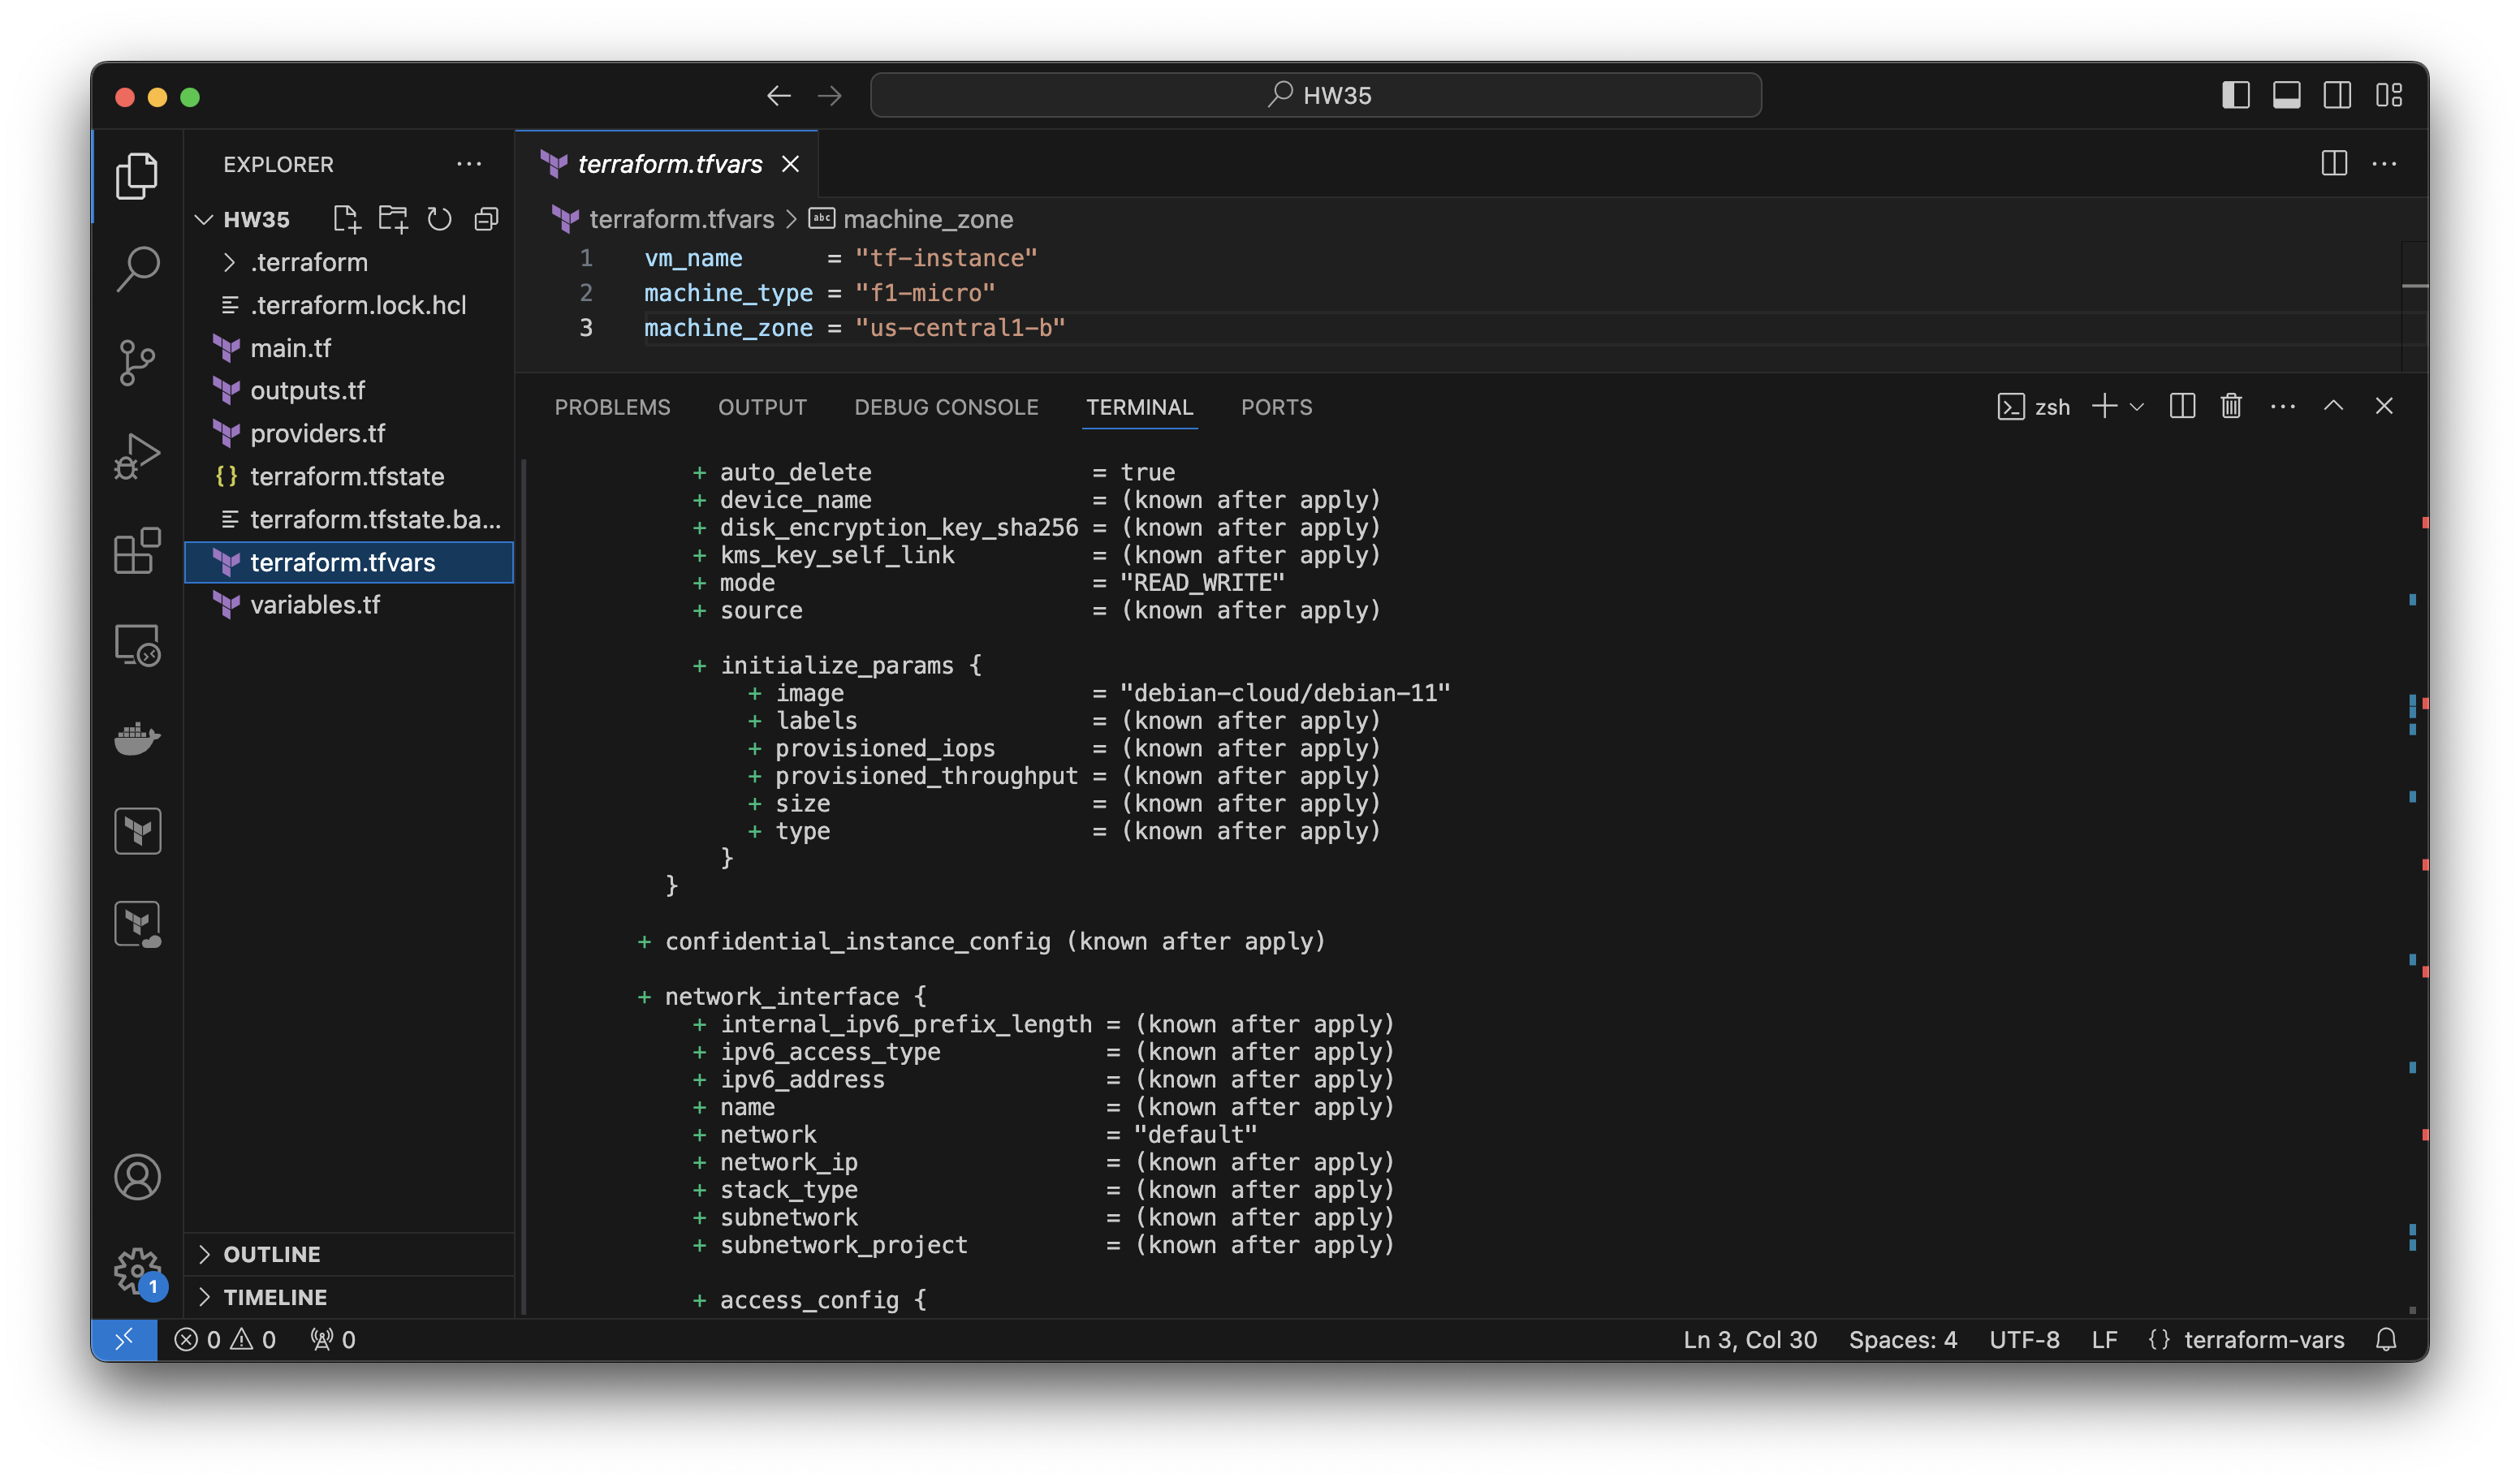 HW35
EXPLORER
HW35
.terraform
.terraform.lock.hcl
main.tf
outputs.tf
providers.tf
{} terraform.tfstate
terraform.tfstate.ba...
terraform.tfvars
variables.tf
OUTLINE
TIMELINE
1
terraform.tfvars
terraform.tfvars > abc machine_zone
1 vm_name      = "tf-instance"
2 machine_type = "f1-micro"
3 machine_zone = "us-central1-b"
PROBLEMS OUTPUT DEBUG CONSOLE TERMINAL PORTS
zsh
+ auto_delete                = true
+ device_name                = (known after apply)
+ disk_encryption_key_sha256 = (known after apply)
+ kms_key_self_link          = (known after apply)
+ mode                       = "READ_WRITE"
+ source                     = (known after apply)
+ initialize_params {
+ image                  = "debian-cloud/debian-11"
+ labels                 = (known after apply)
+ provisioned_iops       = (known after apply)
+ provisioned_throughput = (known after apply)
+ size                   = (known after apply)
+ type                   = (known after apply)
}
}
+ confidential_instance_config (known after apply)
+ network_interface {
+ internal_ipv6_prefix_length = (known after apply)
+ ipv6_access_type            = (known after apply)
+ ipv6_address                = (known after apply)
+ name                        = (known after apply)
+ network                     = "default"
+ network_ip                  = (known after apply)
+ stack_type                  = (known after apply)
+ subnetwork                  = (known after apply)
+ subnetwork_project          = (known after apply)
+ access_config {
0 0 0 Ln 3, Col 30 Spaces: 4 UTF-8 LF {} terraform-vars